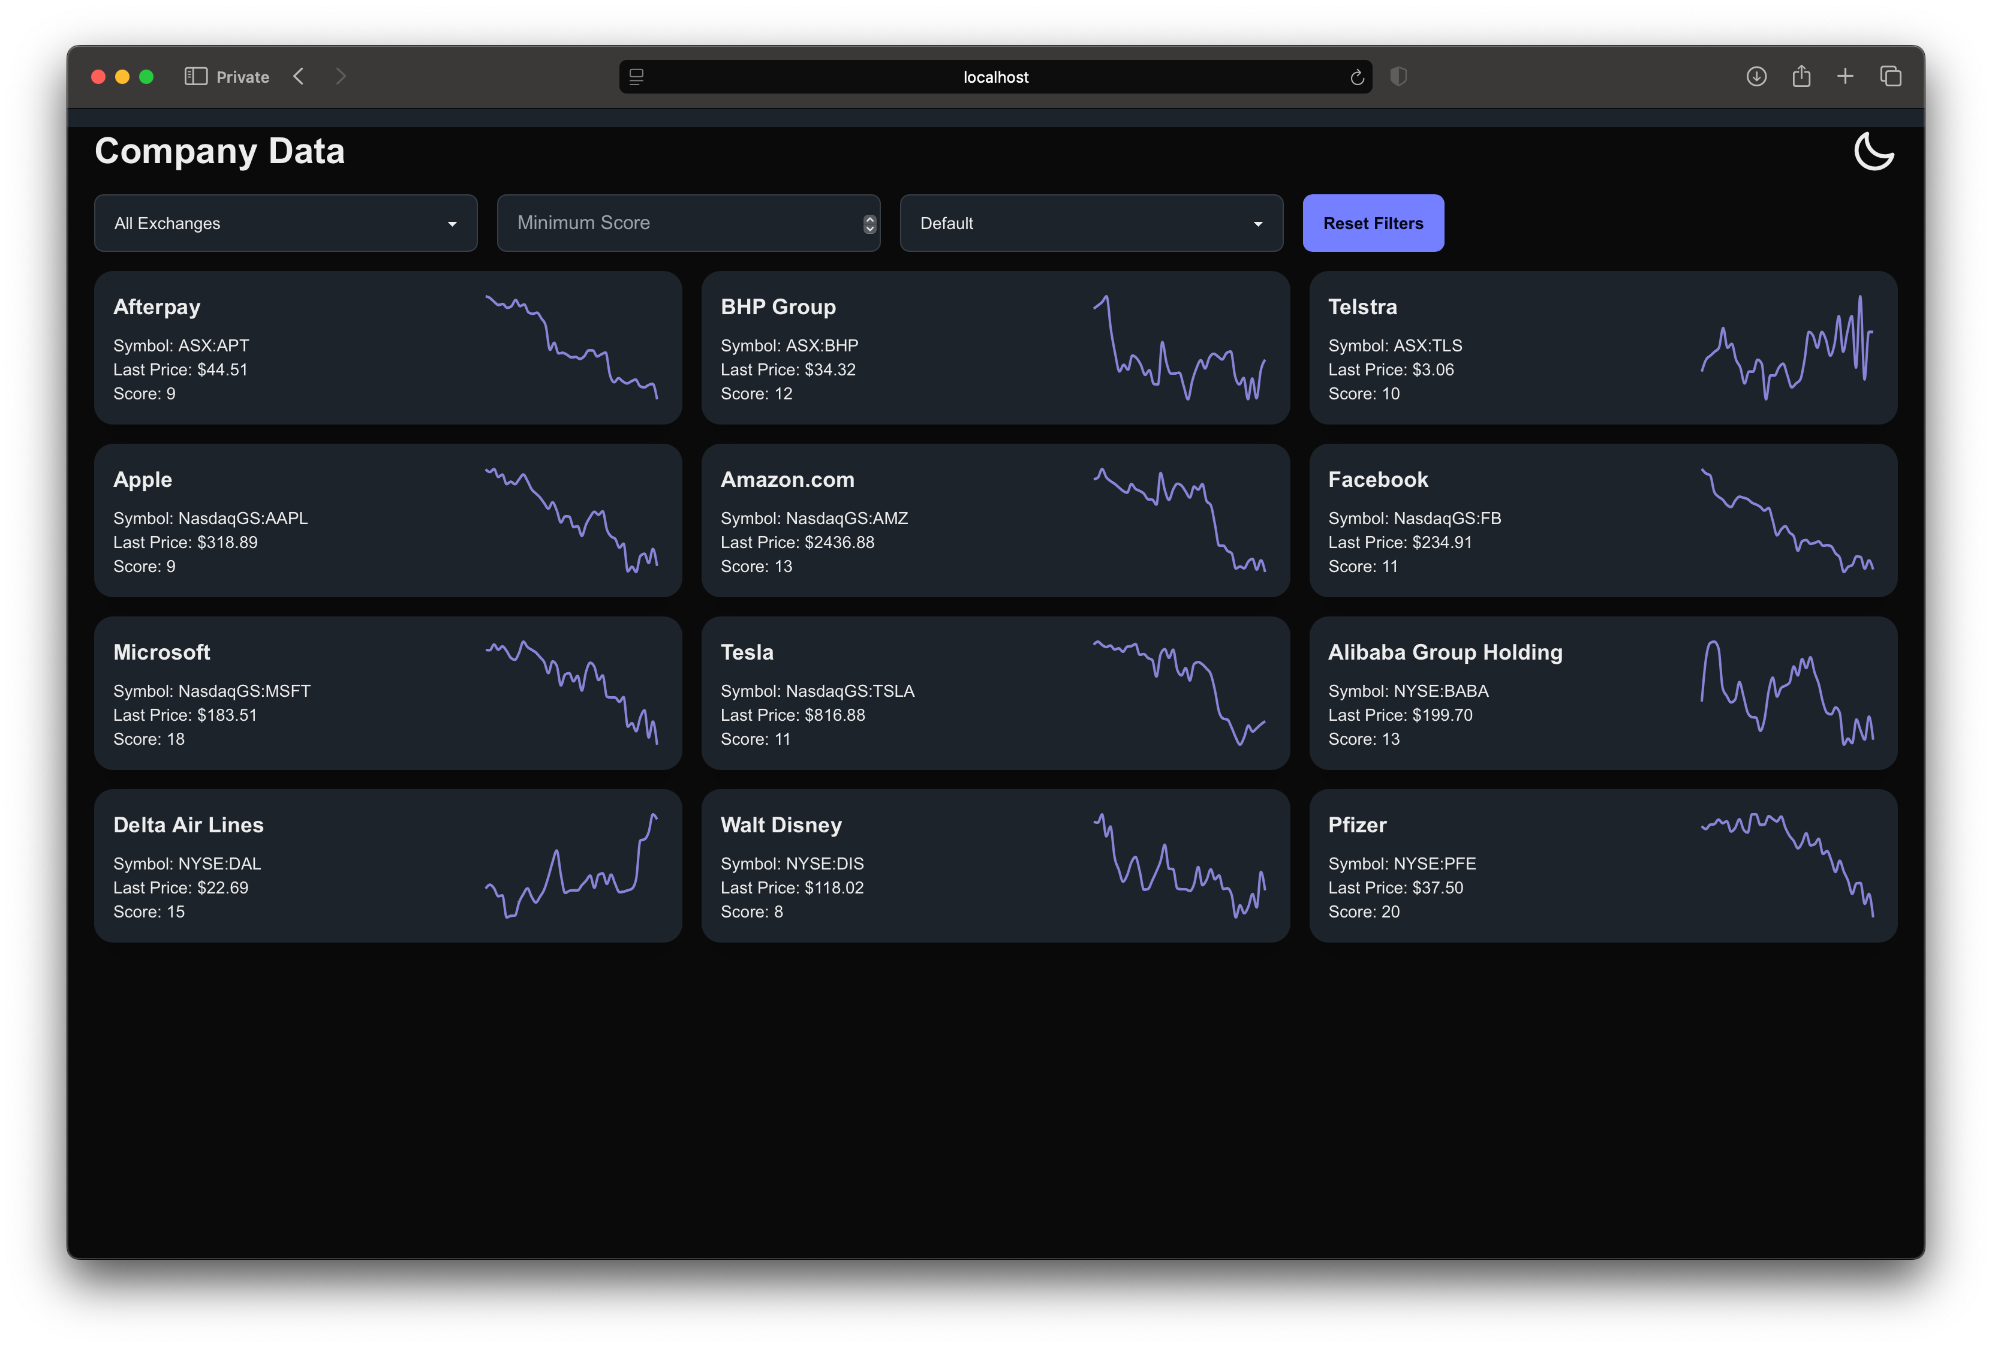 Private
localhost
Company Data
All Exchanges
Minimum Score
Default
Reset Filters
Afterpay
Symbol: ASX:APT
Last Price: $44.51
Score: 9
BHP Group
Symbol: ASX:BHP
Last Price: $34.32
Score: 12
Telstra
Symbol: ASX:TLS
Last Price: $3.06
Score: 10
Apple
Symbol: NasdaqGS:AAPL
Last Price: $318.89
Score: 9
Amazon.com
Symbol: NasdaqGS:AMZ
Last Price: $2436.88
Score: 13
Facebook
Symbol: NasdaqGS:FB
Last Price: $234.91
Score: 11
Microsoft
Symbol: NasdaqGS:MSFT
Last Price: $183.51
Score: 18
Tesla
Symbol: NasdaqGS:TSLA
Last Price: $816.88
Score: 11
Alibaba Group Holding
Symbol: NYSE:BABA
Last Price: $199.70
Score: 13
Delta Air Lines
Symbol: NYSE:DAL
Last Price: $22.69
Score: 15
Walt Disney
Symbol: NYSE:DIS
Last Price: $118.02
Score: 8
Pfizer
Symbol: NYSE:PFE
Last Price: $37.50
Score: 20